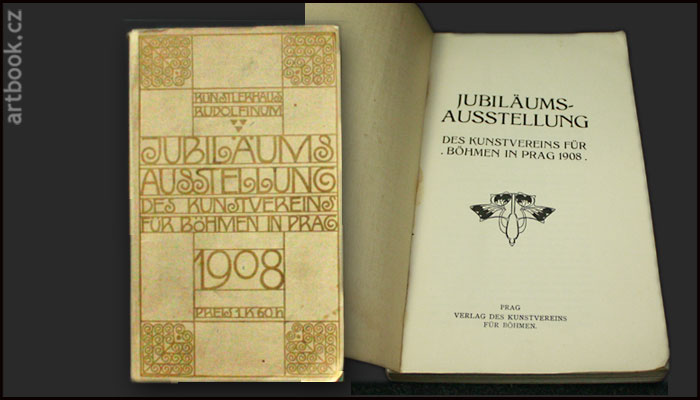 artbook.cz
KÜNSTLERHAUS
RUDOLFINUM
JUBILÄUMS
AUSSTELLUNG
DES KUNSTVEREINS
FÜR BÖHMEN IN PRAG
1908
PREIS 1 K 60 h
JUBILÄUMS-
AUSSTELLUNG
DES KUNSTVEREINS FÜR
. BÖHMEN IN PRAG 1908 .
PRAG
VERLAG DES KUNSTVEREINS
FÜR BÖHMEN.